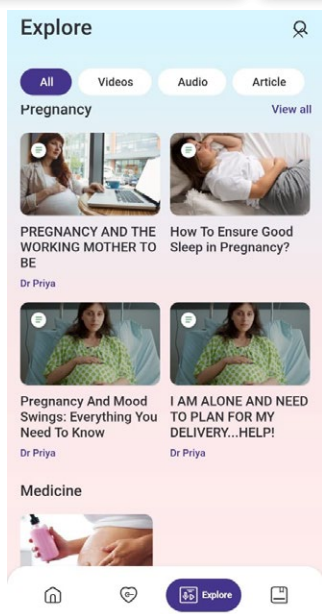 Explore
All Videos Audio Article
Pregnancy View all
PREGNANCY AND THE
WORKING MOTHER TO
BE
Dr Priya
How To Ensure Good
Sleep in Pregnancy?
Pregnancy And Mood
Swings: Everything You
Need To Know
Dr Priya
I AM ALONE AND NEED
TO PLAN FOR MY
DELIVERY...HELP!
Dr Priya
Medicine
Explore